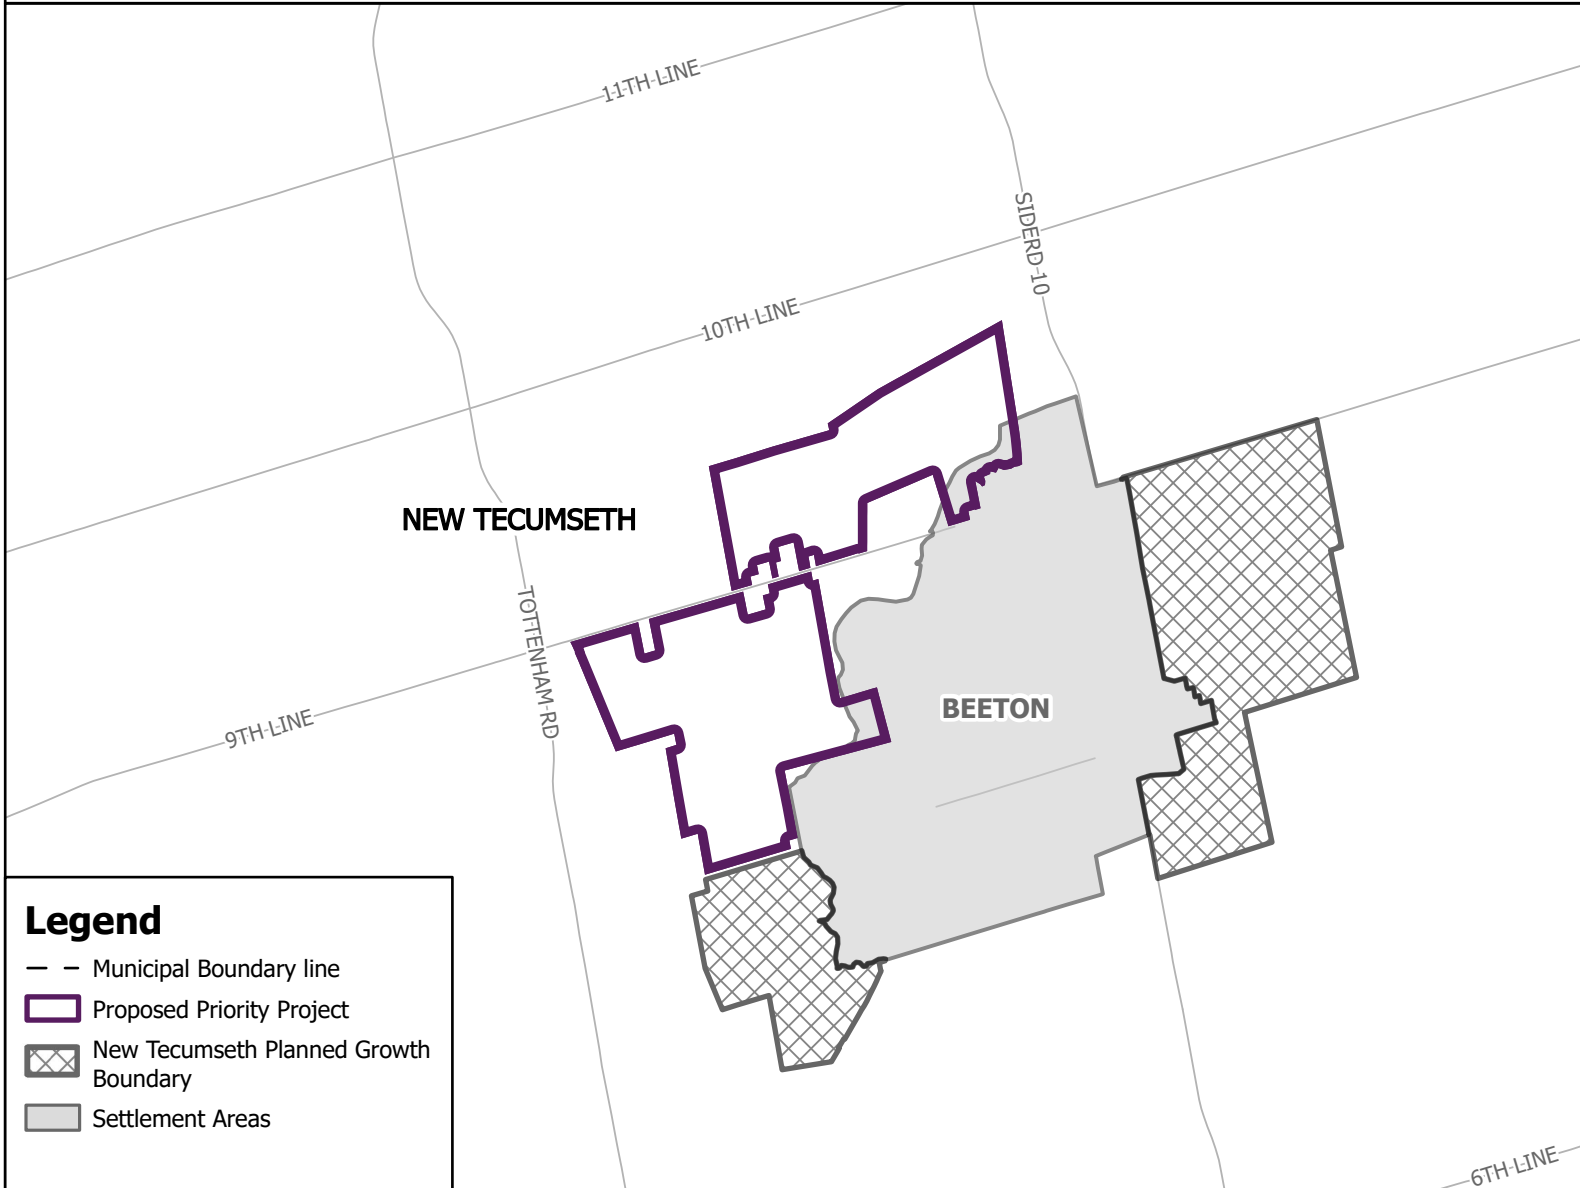 11TH LINE
SIDERD 10
10TH LINE
NEW TECUMSETH
TOTTENHAM RD
9TH LINE
BEETON
Legend
Municipal Boundary line
Proposed Priority Project
New Tecumseth Planned Growth
Boundary
Settlement Areas
6TH LINE